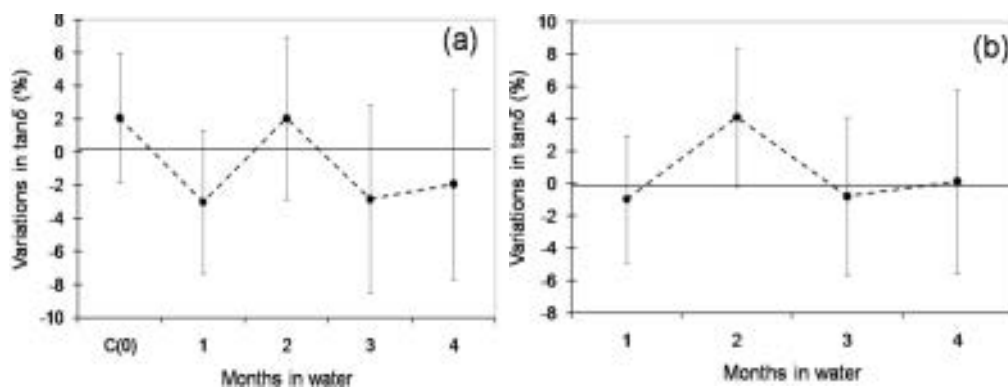 (a)
Variations in tanδ (%)
8
6
4
2
0
-2
-4
-6
-8
-10
C(0) 1 2 3 4
Months in water
(b)
Variations in tanδ (%)
10
8
6
4
2
0
-2
-4
-6
-8
1 2 3 4
Months in water